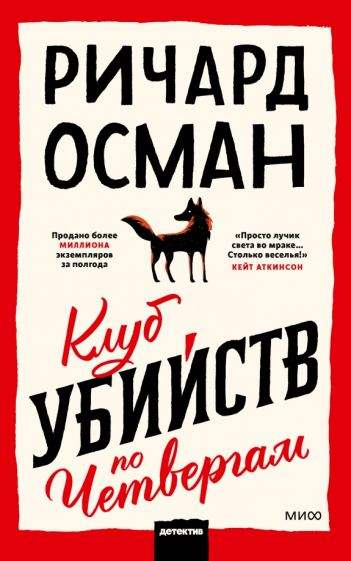 РИЧАРД
ОСМАН
Продано более
МИЛЛИОНА
экземпляров
за полгода
«Просто лучик
света во мраке...
Столько веселья!»
КЕЙТ АТКИНСОН
Клуб
УБИЙСТВ
по
Четвергам
МИФ
детектив